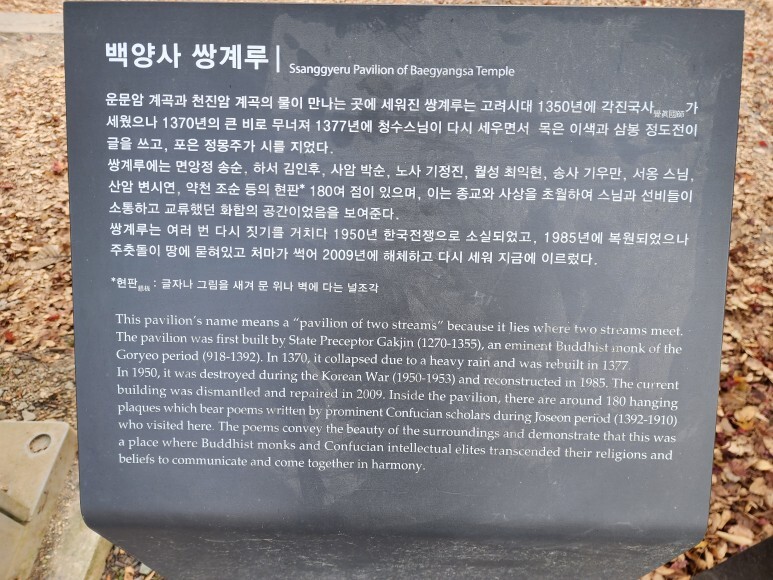 백양사 쌍계루 | Ssanggyeru Pavilion of Baegyangsa Temple
운문암 계곡과 천진암 계곡의 물이 만나는 곳에 세워진 쌍계루는 고려시대 1350년에 각진국사가
세웠으나 1370년의 큰 비로 무너져 1377년에 청수스님이 다시 세우면서 목은 이색과 삼봉 정도전이
글을 쓰고, 포은 정몽주가 시를 지었다.
쌍계루에는 면앙정 송순, 하서 김인후, 사암 박순, 노사 기정진, 월성 최익현, 송사 기우만, 서옹 스님,
산암 변시면, 약천 조순 등의 현판* 180여 점이 있으며, 이는 종교와 사상을 초월하여 스님과 선비들이
소통하고 교류했던 화합의 공간이었음을 보여준다.
쌍계루는 여러 번 다시 짓기를 거치다 1950년 한국전쟁으로 소실되었고, 1985년에 복원되었으나
주춧돌이 땅에 묻혀있고 처마가 썩어 2009년에 해체하고 다시 세워 지금에 이르렀다.
*현판 : 글자나 그림을 새겨 문 위나 벽에 다는 널조각
This pavilion's name means a "pavilion of two streams" because it lies where two streams meet.
The pavilion was first built by State Preceptor Gakjin (1270-1355), an eminent Buddhist monk of the
Goryeo period (918-1392). In 1370, it collapsed due to a heavy rain and was rebuilt in 1377.
In 1950, it was destroyed during the Korean War (1950-1953) and reconstructed in 1985. The current
building was dismantled and repaired in 2009. Inside the pavilion, there are around 180 hanging
plaques which bear poems written by prominent Confucian scholars during Joseon period (1392-1910)
who visited here. The poems convey the beauty of the surroundings and demonstrate that this was
a place where Buddhist monks and Confucian intellectual elites transcended their religions and
beliefs to communicate and come together in harmony.